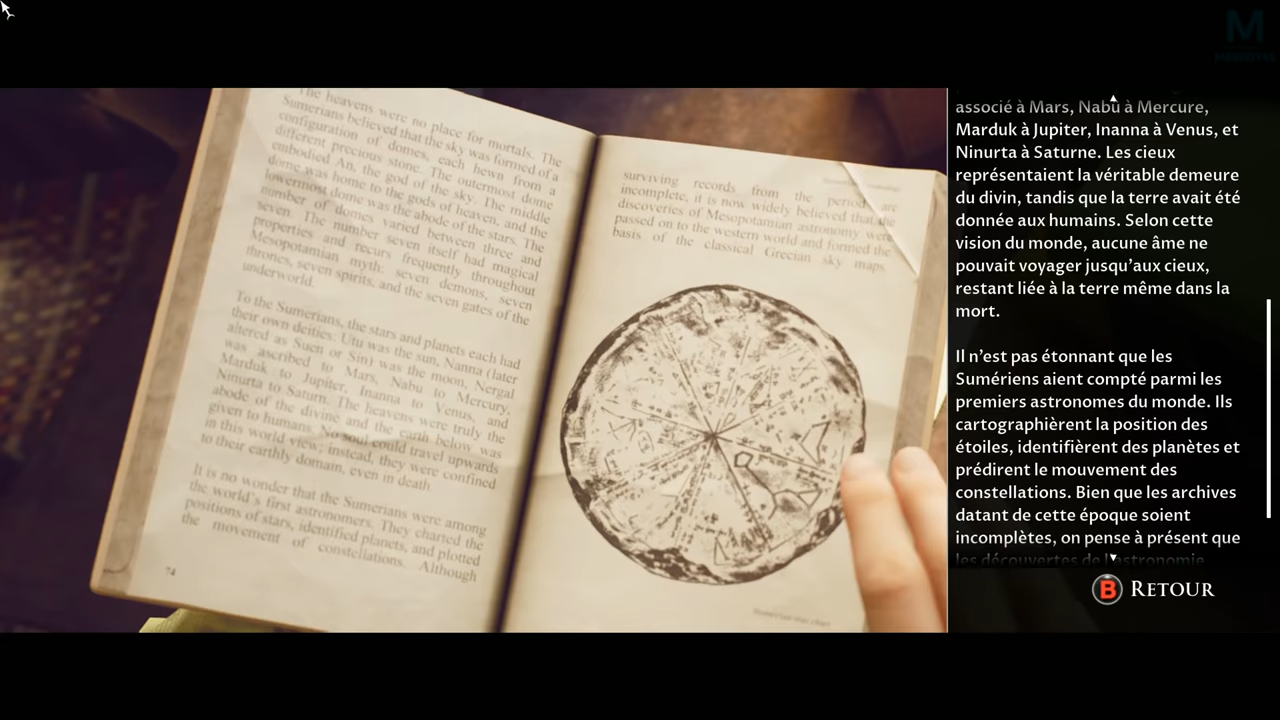 The heavens were no place for mortals. The
Sumerians believed that the sky was formed of a
configuration of domes, each hewn from a
different precious stone. The outermost dome
embodied An, the god of the sky. The middle
dome was home to the gods of heaven, and the
lowermost dome was the abode of the stars. The
number of domes varied between three and
seven. The number seven itself had magical
properties and recurs frequently throughout
Mesopotamian myth: seven demons, seven
thrones, seven spirits, and the seven gates of the
underworld.
To the Sumerians, the stars and planets each had
their own deities: Utu was the sun, Nanna (later
altered as Suen or Sin) was the moon, Nergal
was ascribed to Mars, Nabu to Mercury,
Marduk to Jupiter, Inanna to Venus, and
Ninurta to Saturn. The heavens were truly the
abode of the divine and the earth below was
given to humans. No soul could travel upwards
in this world view; instead, they were confined
to their earthly domain, even in death.
It is no wonder that the Sumerians were among
the world's first astronomers. They charted the
positions of stars, identified planets, and plotted
the movement of constellations. Although
74
surviving records from the period are
incomplete, it is now widely believed that the
discoveries of Mesopotamian astronomy were
passed on to the western world and formed the
basis of the classical Grecian sky maps.
Sumerian star chart
associé à Mars, Nabû à Mercure,
Marduk à Jupiter, Inanna à Venus, et
Ninurta à Saturne. Les cieux
représentaient la véritable demeure
du divin, tandis que la terre avait été
donnée aux humains. Selon cette
vision du monde, aucune âme ne
pouvait voyager jusqu'aux cieux,
restant liée à la terre même dans la
mort.
Il n'est pas étonnant que les
Sumériens aient compté parmi les
premiers astronomes du monde. Ils
cartographièrent la position des
étoiles, identifièrent des planètes et
prédirent le mouvement des
constellations. Bien que les archives
datant de cette époque soient
incomplètes, on pense à présent que
les découvertes de l'astronomie
B RETOUR
M